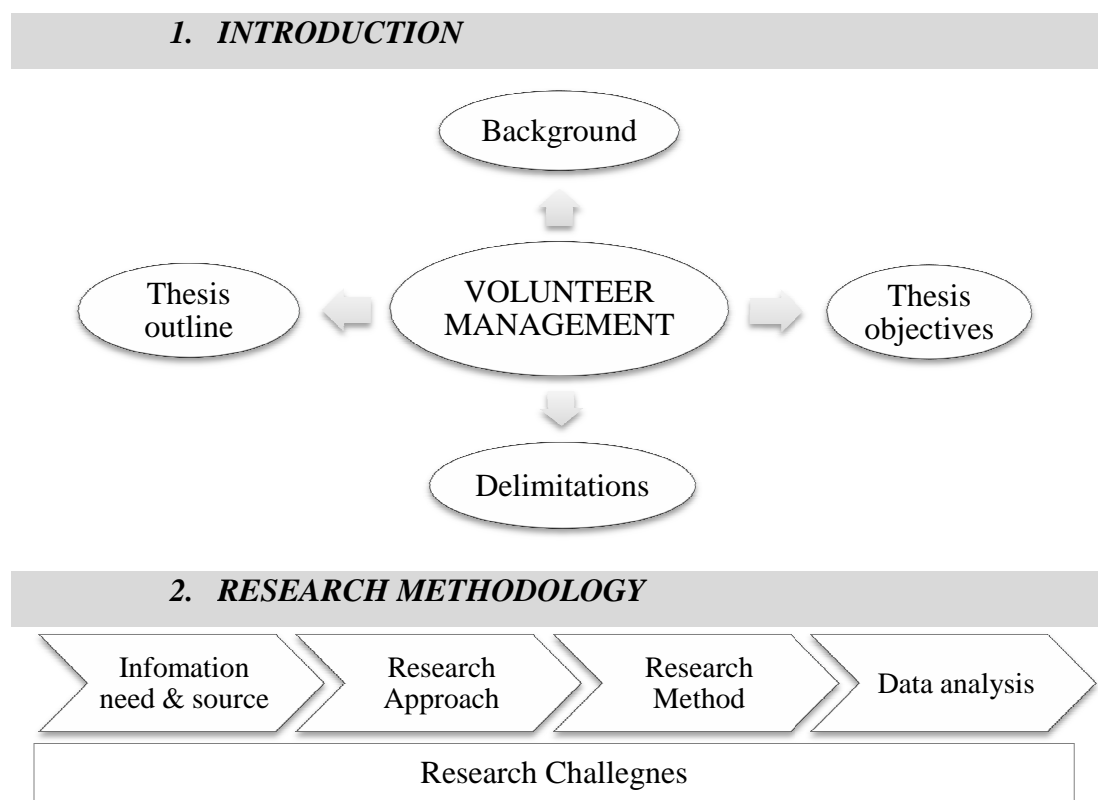 1. INTRODUCTION
Background
Thesis
outline
VOLUNTEER
MANAGEMENT
Thesis
objectives
Delimitations
2. RESEARCH METHODOLOGY
Infomation
need & source
Research
Approach
Research
Method
Data analysis
Research Challegnes